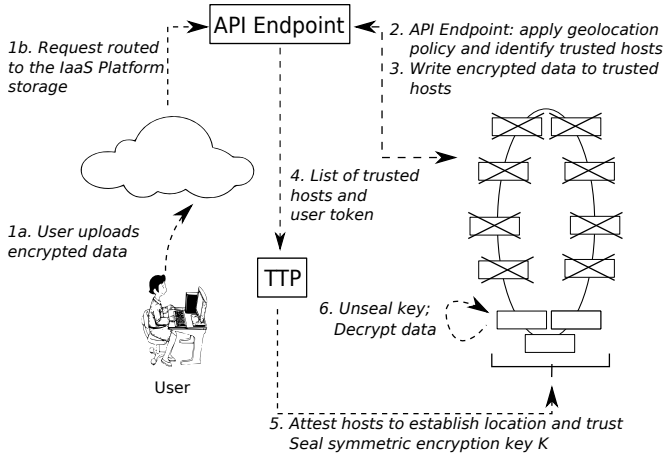 API Endpoint
1b. Request routed
to the IaaS Platform
storage
2. API Endpoint: apply geolocation
policy and identify trusted hosts
3. Write encrypted data to trusted
hosts
4. List of trusted
hosts and
user token
1a. User uploads
encrypted data
TTP
6. Unseal key;
Decrypt data
User
5. Attest hosts to establish location and trust
Seal symmetric encryption key K